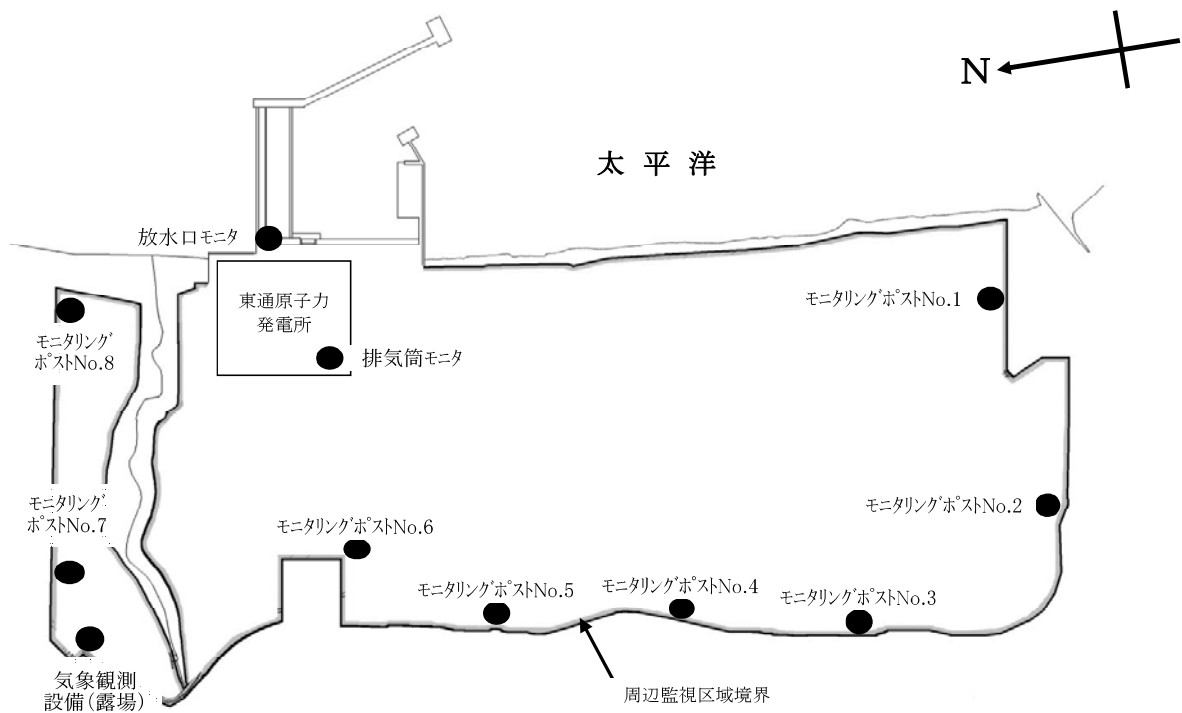 N
太平洋
放水口モニタ
東通原子力
発電所
排気筒モニタ
モニタリングポストNo.1
モニタリング
ポストNo.8
モニタリング
ポストNo.7
モニタリングポストNo.2
モニタリングポストNo.6
モニタリングポストNo.5
モニタリングポストNo.4
モニタリングポストNo.3
気象観測
設備(露場)
周辺監視区域境界